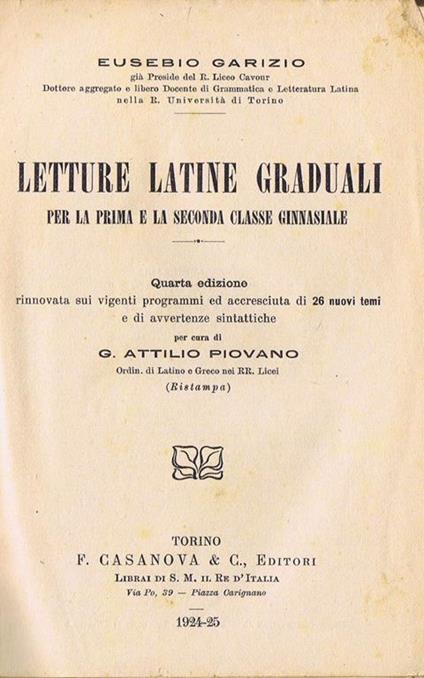 EUSEBIO GARIZIO
già Preside del R. Liceo Cavour
Dottore aggregato e libero Docente di Grammatica e Letteratura Latina
nella R. Università di Torino
LETTURE LATINE GRADUALI
PER LA PRIMA E LA SECONDA CLASSE GINNASIALE
Quarta edizione
rinnovata sui vigenti programmi ed accresciuta di 26 nuovi temi
e di avvertenze sintattiche
per cura di
G. ATTILIO PIOVANO
Ordin. di Latino e Greco nei RR. Licei
(Ristampa)
TORINO
F. CASANOVA & C., EDITORI
LIBRAI DI S. M. IL RE D'ITALIA
Via Po, 39 — Piazza Carignano
1924-25